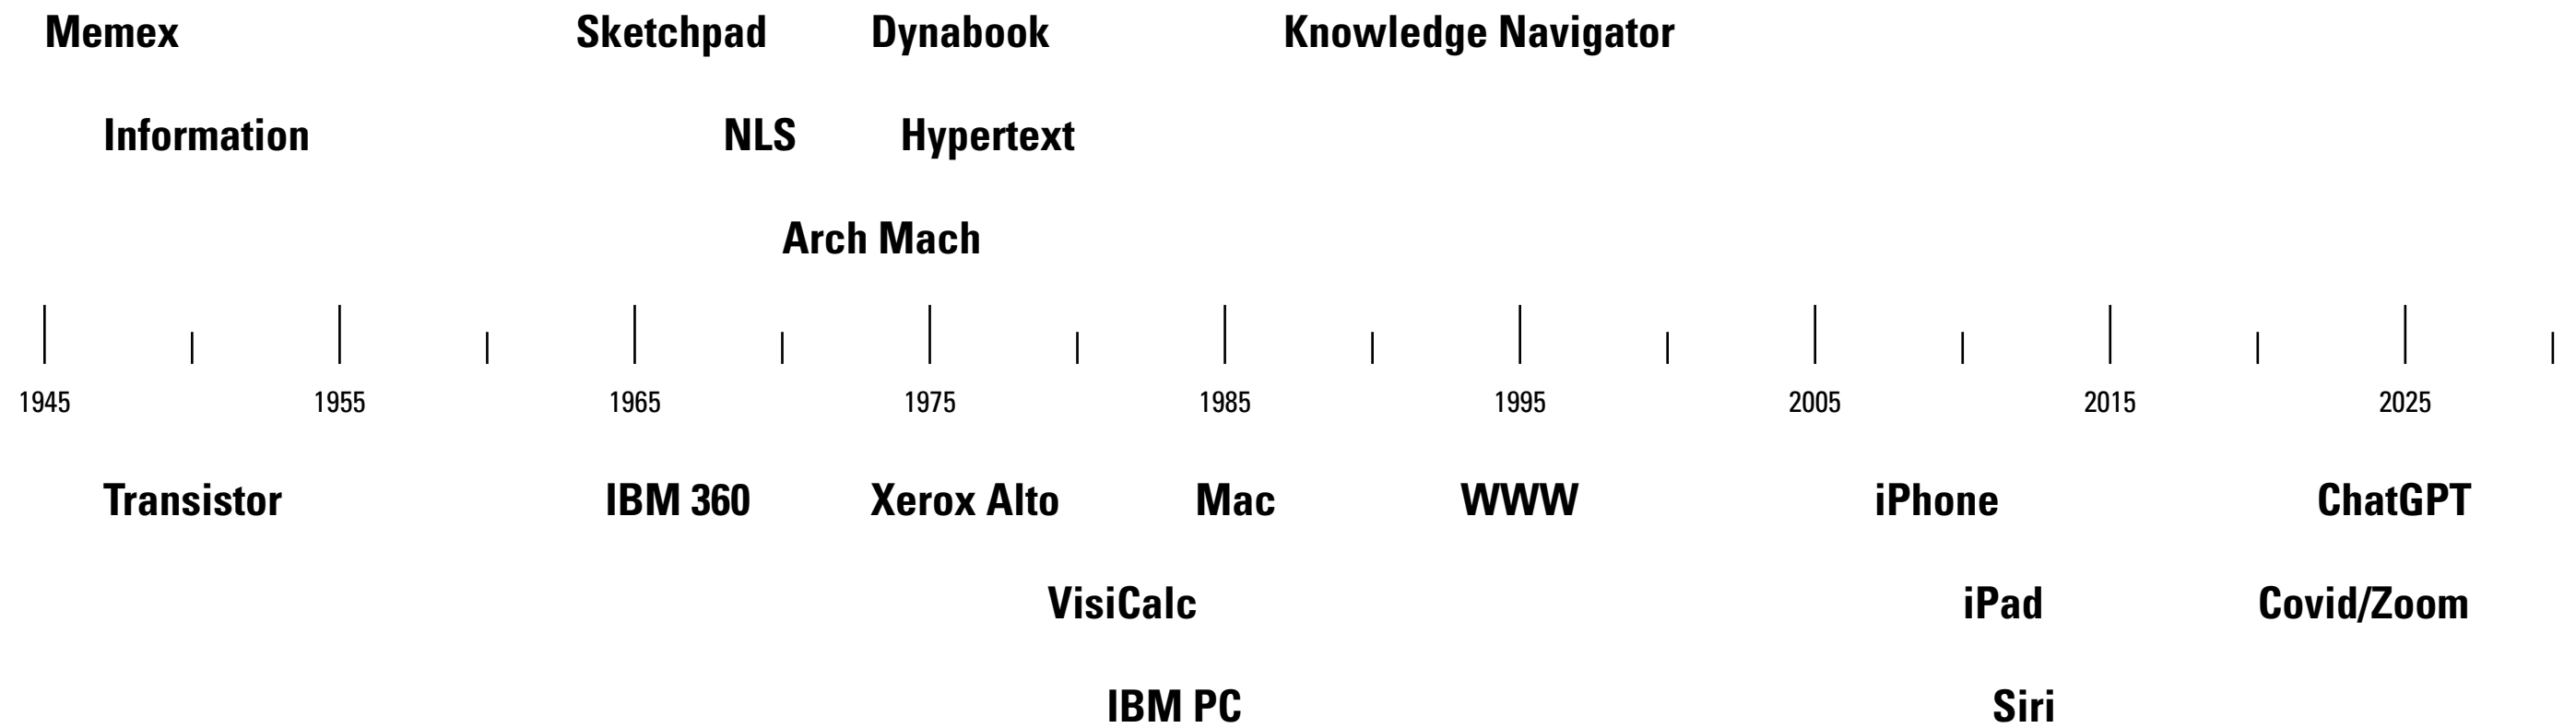 Memex Sketchpad Dynabook Knowledge Navigator
Information NLS Hypertext
Arch Mach
1945 1955 1965 1975 1985 1995 2005 2015 2025
Transistor IBM 360 Xerox Alto Mac WWW iPhone ChatGPT
VisiCalc iPad Covid/Zoom
IBM PC Siri